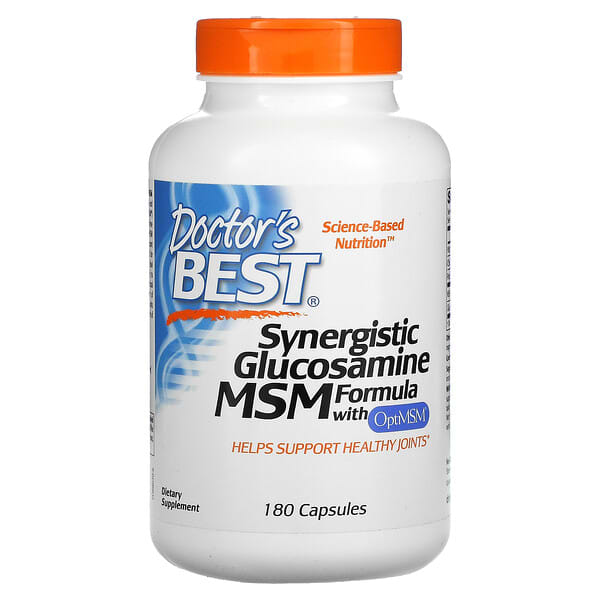 Doctor's
BEST®
Science-Based
Nutrition™
Synergistic
Glucosamine
MSM Formula
with OptiMSM®
HELPS SUPPORT HEALTHY JOINTS*
Dietary
Supplement
180 Capsules